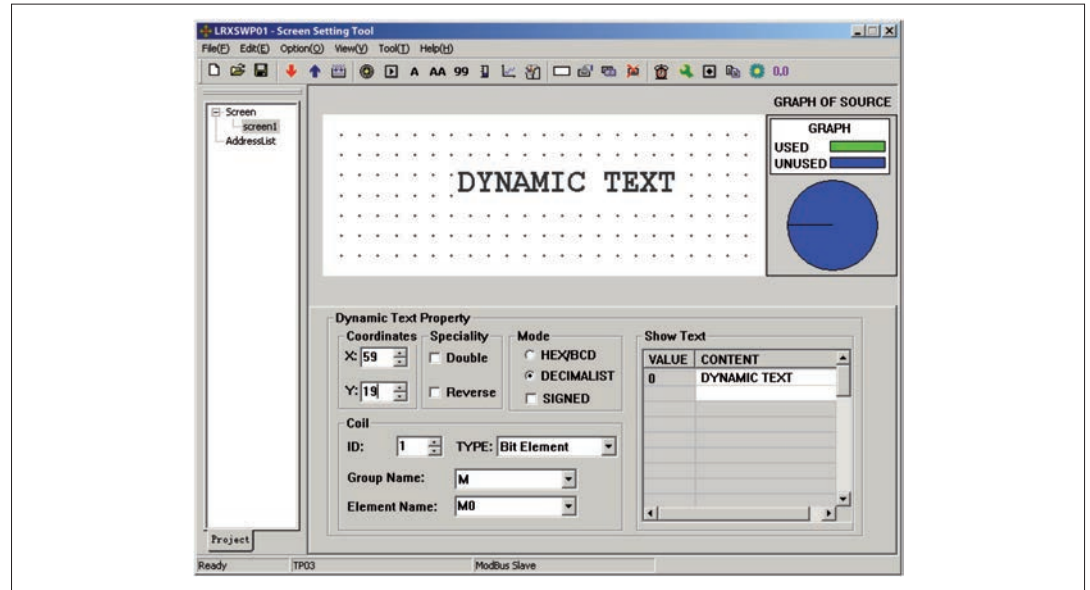 LRXSWP01 - Screen Setting Tool
File(F) Edit(E) Option(O) View(V) Tool(T) Help(H)
A AA 99 0.0
Screen
screen1
AddressList
GRAPH OF SOURCE
GRAPH
USED
UNUSED
DYNAMIC TEXT
Dynamic Text Property
Coordinates Speciality Mode Show Text
X: 59 Double HEX/BCD VALUE CONTENT
DECIMALIST 0 DYNAMIC TEXT
Y: 19 Reverse SIGNED
Coil
ID: 1 TYPE: Bit Element
Group Name: M
Element Name: M0
Project
Ready TP03 ModBus Slave